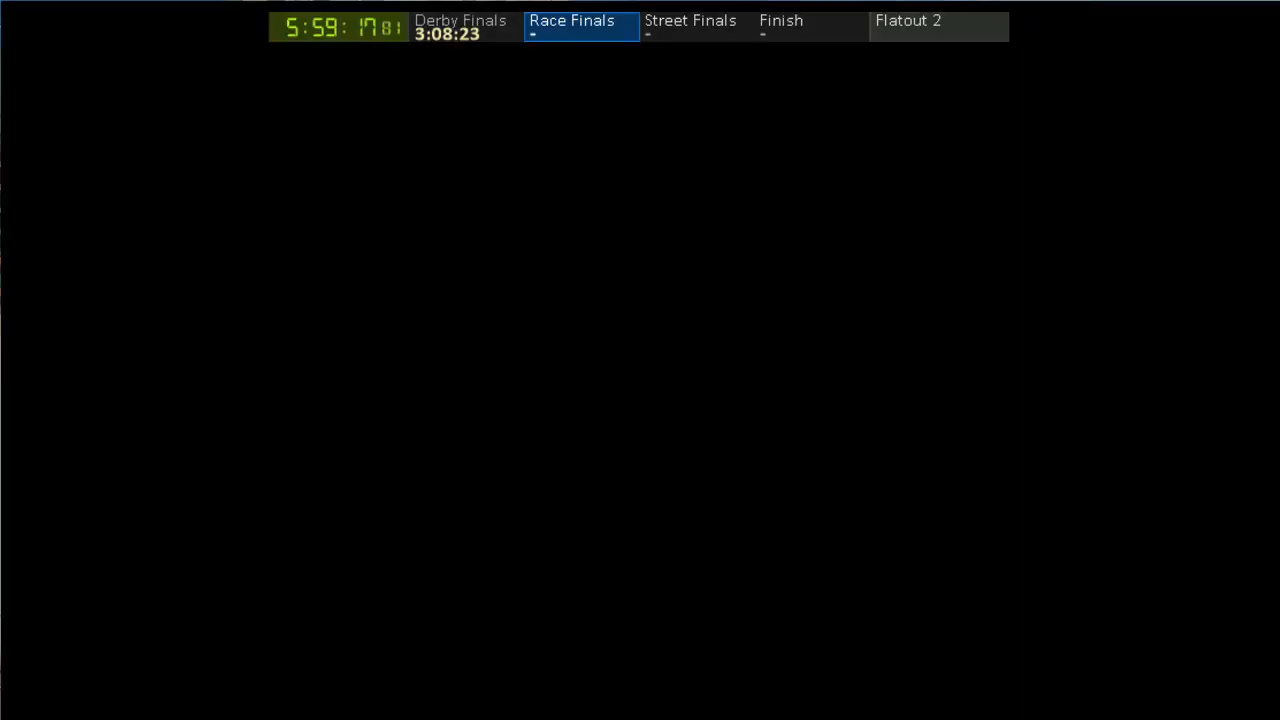 5:59:17 81
Derby Finals
3:08:23
Race Finals
-
Street Finals
-
Finish
-
Flatout 2